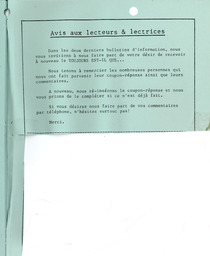 Avis aux lecteurs & lectrices
Dans les deux derniers bulletins d'information, nous
vous invitions à nous faire part de votre désir de recevoir
à nouveau le TOUJOURS EST-IL QUE...
Nous tenons à remercier les nombreuses personnes qui
nous ont fait parvenir leur coupon-réponse ainsi que leurs
commentaires.
A nouveau, nous ré-insérons le coupon-réponse et nous
vous prions de le compléter si ce n'est déjà fait.
Si vous désirez nous faire part de vos commentaires
par téléphone, n'hésitez surtout pas!
Merci.